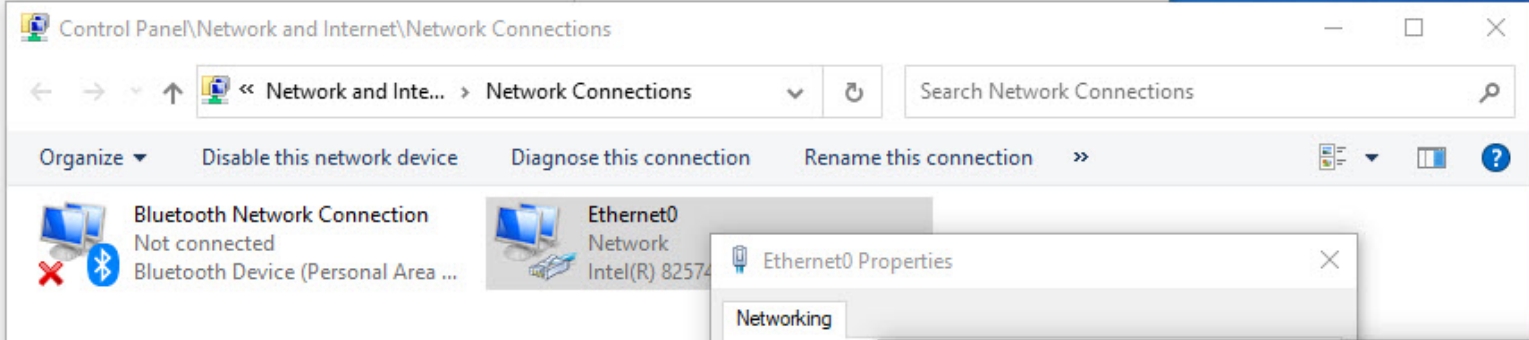 Control Panel\Network and Internet\Network Connections
« Network and Inte... › Network Connections
Search Network Connections
Organize
Disable this network device
Diagnose this connection
Rename this connection
»
Bluetooth Network Connection
Not connected
Bluetooth Device (Personal Area ...
Ethernet0
Network
Intel(R) 82574
Ethernet0 Properties
Networking